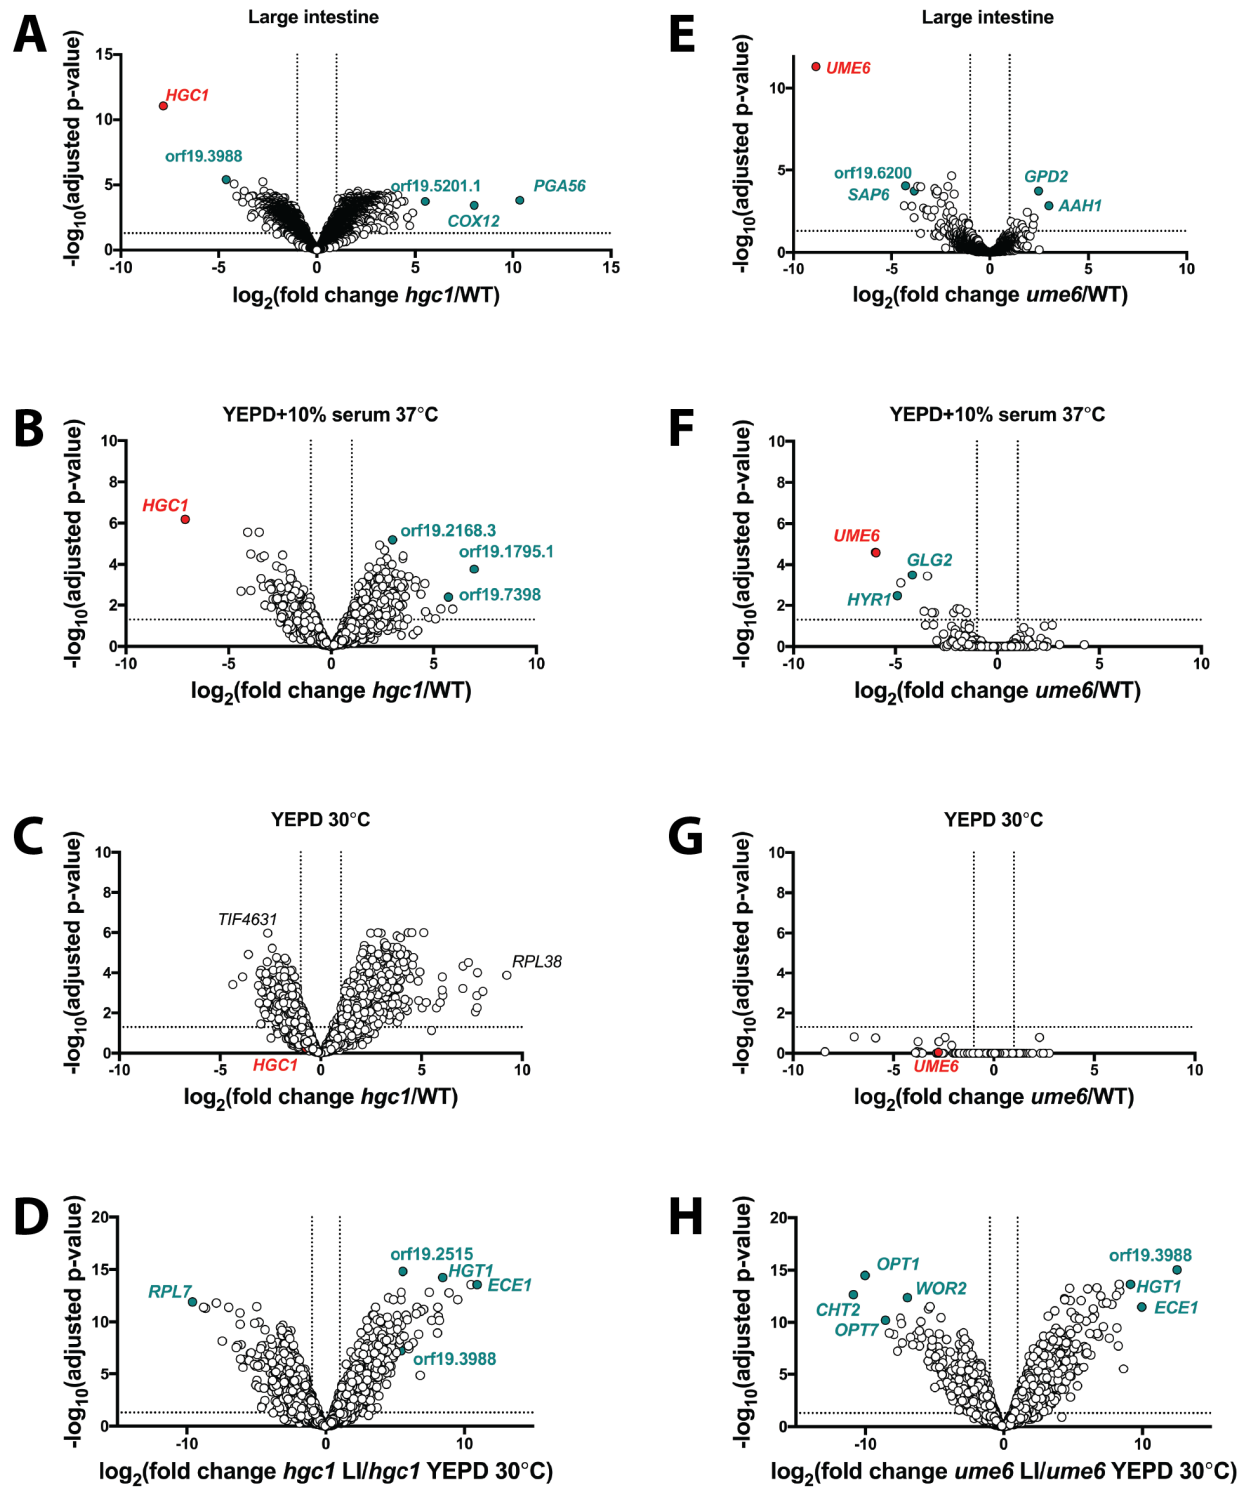 A
Large intestine
-log10(adjusted p-value)
15
10
5
0
HGC1
orf19.3988
orf19.5201.1
PGA56
COX12
-10
-5
0
5
10
15
log2(fold change hgc1/WT)
E
Large intestine
-log10(adjusted p-value)
10
5
0
UME6
orf19.6200
SAP6
GPD2
AAH1
-10
-5
0
5
10
log2(fold change ume6/WT)
B
YEPD+10% serum 37°C
-log10(adjusted p-value)
10
8
6
4
2
0
HGC1
orf19.2168.3
orf19.1795.1
orf19.7398
-10
-5
0
5
10
log2(fold change hgc1/WT)
F
YEPD+10% serum 37°C
-log10(adjusted p-value)
10
8
6
4
2
0
UME6
GLG2
HYR1
-10
-5
0
5
10
log2(fold change ume6/WT)
C
YEPD 30°C
-log10(adjusted p-value)
10
8
6
4
2
0
TIF4631
RPL38
HGC1
-10
-5
0
5
10
log2(fold change hgc1/WT)
G
YEPD 30°C
-log10(adjusted p-value)
10
8
6
4
2
0
UME6
-10
-5
0
5
10
log2(fold change ume6/WT)
D
-log10(adjusted p-value)
20
15
10
5
0
RPL7
orf19.2515
HGT1
ECE1
orf19.3988
-10
0
10
log2(fold change hgc1 LI/hgc1 YEPD 30°C)
H
-log10(adjusted p-value)
20
15
10
5
0
OPT1
WOR2
CHT2
OPT7
orf19.3988
HGT1
ECE1
-10
0
10
log2(fold change ume6 LI/ume6 YEPD 30°C)